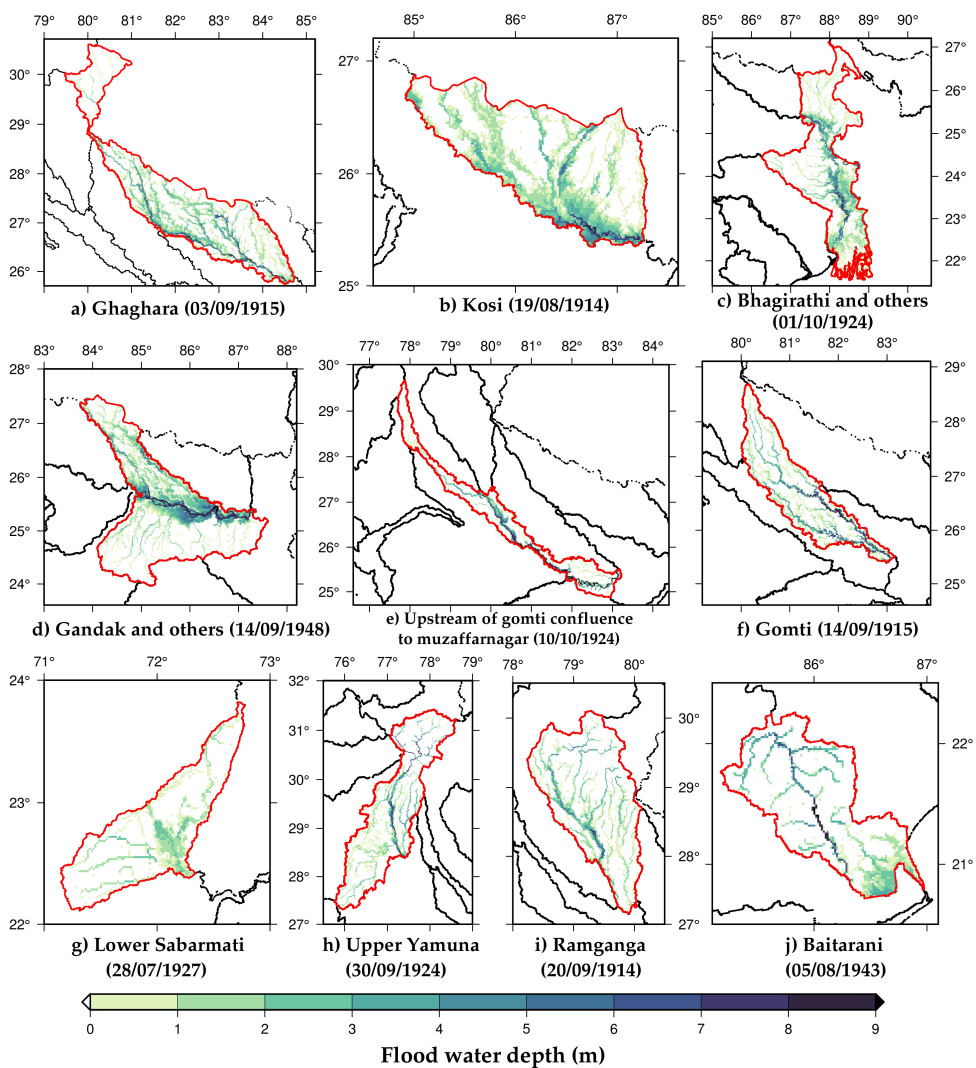 79° 80° 81° 82° 83° 84° 85°
30°
29°
28°
27°
26°
a) Ghaghara (03/09/1915)
85° 86° 87°
27°
26°
25°
b) Kosi (19/08/1914)
85° 86° 87° 88° 89° 90°
26°
25°
24°
23°
22°
c) Bhagirathi and others
(01/10/1924)
83° 84° 85° 86° 87° 88°
28°
27°
26°
25°
24°
d) Gandak and others (14/09/1948)
77° 78° 79° 80° 81° 82° 83° 84°
30°
29°
28°
27°
26°
25°
e) Upstream of gomti confluence
to muzaffarnagar (10/10/1924)
80° 81° 82° 83°
29°
28°
27°
26°
25°
f) Gomti (14/09/1915)
71° 72° 73°
24°
23°
22°
g) Lower Sabarmati
(28/07/1927)
76° 77° 78° 79°
32°
31°
30°
29°
28°
27°
h) Upper Yamuna
(30/09/1924)
78° 79° 80°
30°
29°
28°
27°
i) Ramganga
(20/09/1914)
86° 87°
22°
21°
j) Baitarani
(05/08/1943)
0 1 2 3 4 5 6 7 8 9
Flood water depth (m)